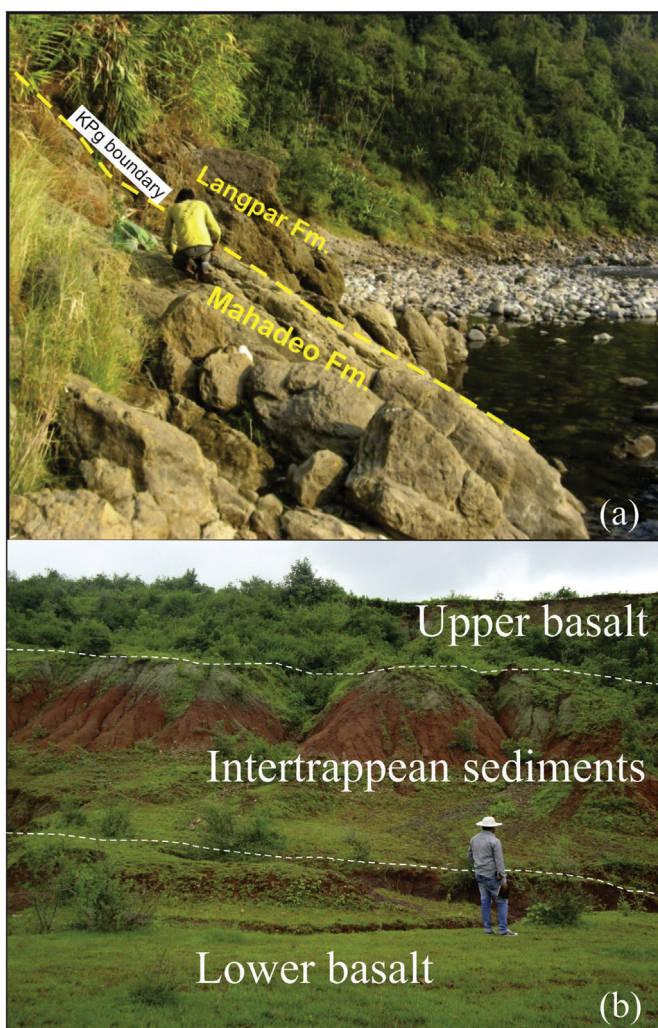 KPg boundary
Langpar Fm.
Mahadeo Fm.
(a)
Upper basalt
Intertrappean sediments
Lower basalt
(b)